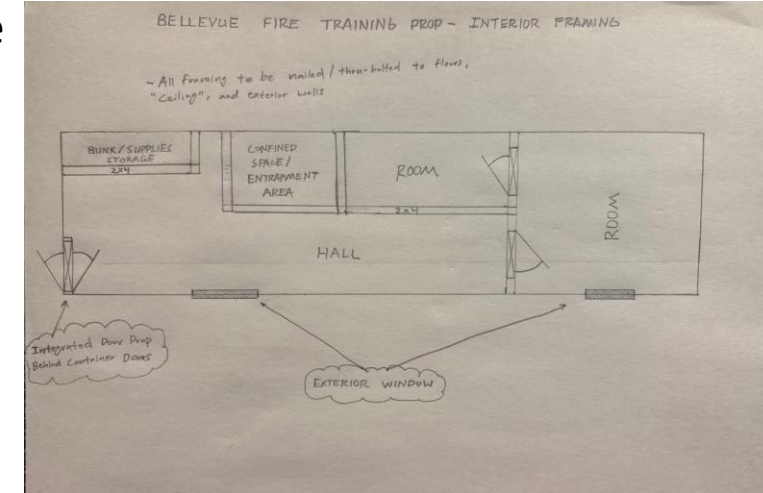 BELLEVUE FIRE TRAINING PROP - INTERIOR FRAMING
- All framing to be nailed / thru-bolted to floors,
"Ceiling", and exterior walls
BUNK/SUPPLIES
STORAGE
2x4
CONFINED
SPACE /
ENTRAPMENT
AREA
ROOM
2x4
ROOM
HALL
Integrated Door Prop
Behind Container Doors
EXTERIOR WINDOW